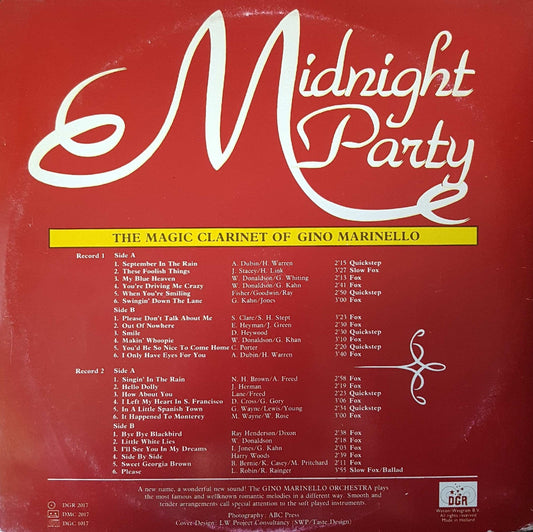 Midnight
Party
THE MAGIC CLARINET OF GINO MARINELLO
Record 1 Side A
1. September In The Rain A. Dubin/H. Warren 2'15 Quickstep
2. These Foolish Things J. Stacey/H. Link 3'27 Slow Fox
3. My Blue Heaven W. Donaldson/G. Whiting 2'13 Fox
4. You're Driving Me Crazy W. Donaldson/G. Kahn 2'41 Fox
5. When You're Smiling Fisher/Goodwin/Ray 2'50 Quickstep
6. Swingin' Down The Lane G. Kahn/Jones 3'00 Fox
Side B
1. Please Don't Talk About Me S. Clare/S. H. Stept 3'23 Fox
2. Out Of Nowhere E. Heyman/J. Green 2'30 Fox
3. Smile D. Heywood 2'30 Quickstep
4. Makin' Whoopie W. Donaldson/G. Khan 3'10 Fox
5. You'd Be So Nice To Come Home C. Porter 2'20 Quickstep
6. I Only Have Eyes For You A. Dubin/H. Warren 3'40 Fox
Record 2 Side A
1. Singin' In The Rain N. H. Brown/A. Freed 2'58 Fox
2. Hello Dolly J. Herman 2'19 Fox
3. How About You Lane/Freed 2'23 Quickstep
4. I Left My Heart In S. Francisco D. Cross/G. Gory 3'06 Fox
5. In A Little Spanish Town G. Wayne/Lewis/Young 2'34 Quickstep
6. It Happened To Monterey M. Wayne/W. Rose 3'00 Fox
Side B
1. Bye Bye Blackbird Ray Henderson/Dixon 2'38 Fox
2. Little White Lies W. Donaldson 2'18 Fox
3. I'll See You In My Dreams I. Jones/G. Kahn 2'03 Fox
4. Side By Side Harry Woods 2'39 Fox
5. Sweet Georgia Brown B. Bernie/K. Casey/M. Pritchard 2'11 Fox
6. Please L. Robin/R. Rainger 3'55 Slow Fox/Ballad
A new name, a wonderful new sound! The GINO MARINELLO ORCHESTRA plays
the most famous and wellknown romantic melodies in a different way. Smooth and
tender arrangements call special attention to the soft played instruments.
Photography: ABC Press
Cover-Design: LW Project Consultancy (SWP/Taste Design)
DGR 2017
DMC 2017
DGC 1017
DGR
Weton/Wesgram B.V.
All rights reserved
Made in Holland